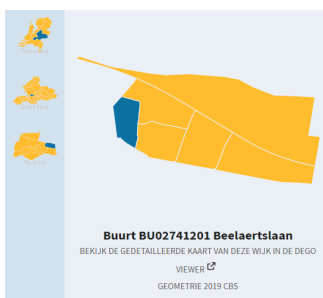 Buurt BU02741201 Beelaertslaan
BEKIJK DE GEDETAILLEERDE KAART VAN DEZE WIJK IN DE DEGO
VIEWER
GEOMETRIE 2019 CBS